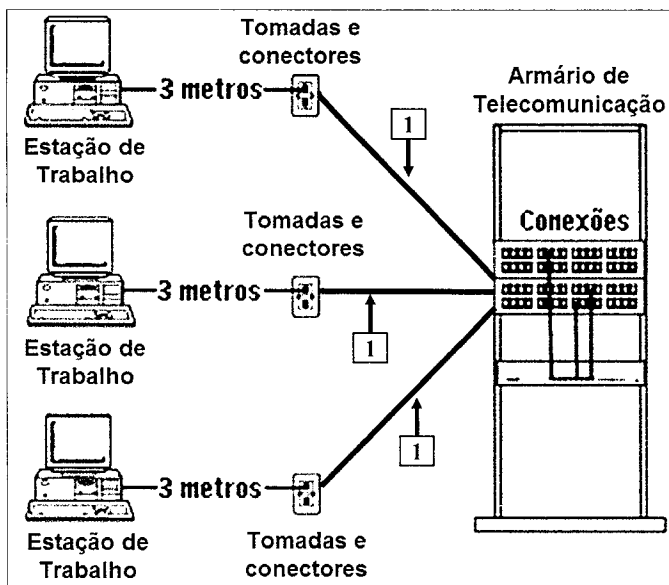 Tomadas e
conectores
3 metros
Estação de
Trabalho
1
Armário de
Telecomunicação
Conexões
Tomadas e
conectores
3 metros
Estação de
Trabalho
1
1
3 metros
Estação de
Trabalho
Tomadas e
conectores